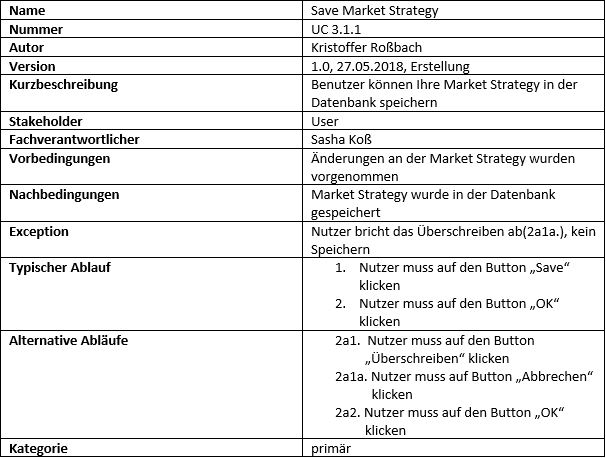 Name Save Market Strategy
Nummer UC 3.1.1
Autor Kristoffer Roßbach
Version 1.0, 27.05.2018, Erstellung
Kurzbeschreibung Benutzer können Ihre Market Strategy in der
Datenbank speichern
Stakeholder User
Fachverantwortlicher Sasha Koß
Vorbedingungen Änderungen an der Market Strategy wurden
vorgenommen
Nachbedingungen Market Strategy wurde in der Datenbank
gespeichert
Exception Nutzer bricht das Überschreiben ab(2a1a.), kein
Speichern
Typischer Ablauf 1. Nutzer muss auf den Button „Save“
klicken
2. Nutzer muss auf den Button „OK“
klicken
Alternative Abläufe 2a1. Nutzer muss auf den Button
„Überschreiben“ klicken
2a1a. Nutzer muss auf Button „Abbrechen“
klicken
2a2. Nutzer muss auf den Button „OK“
klicken
Kategorie primär